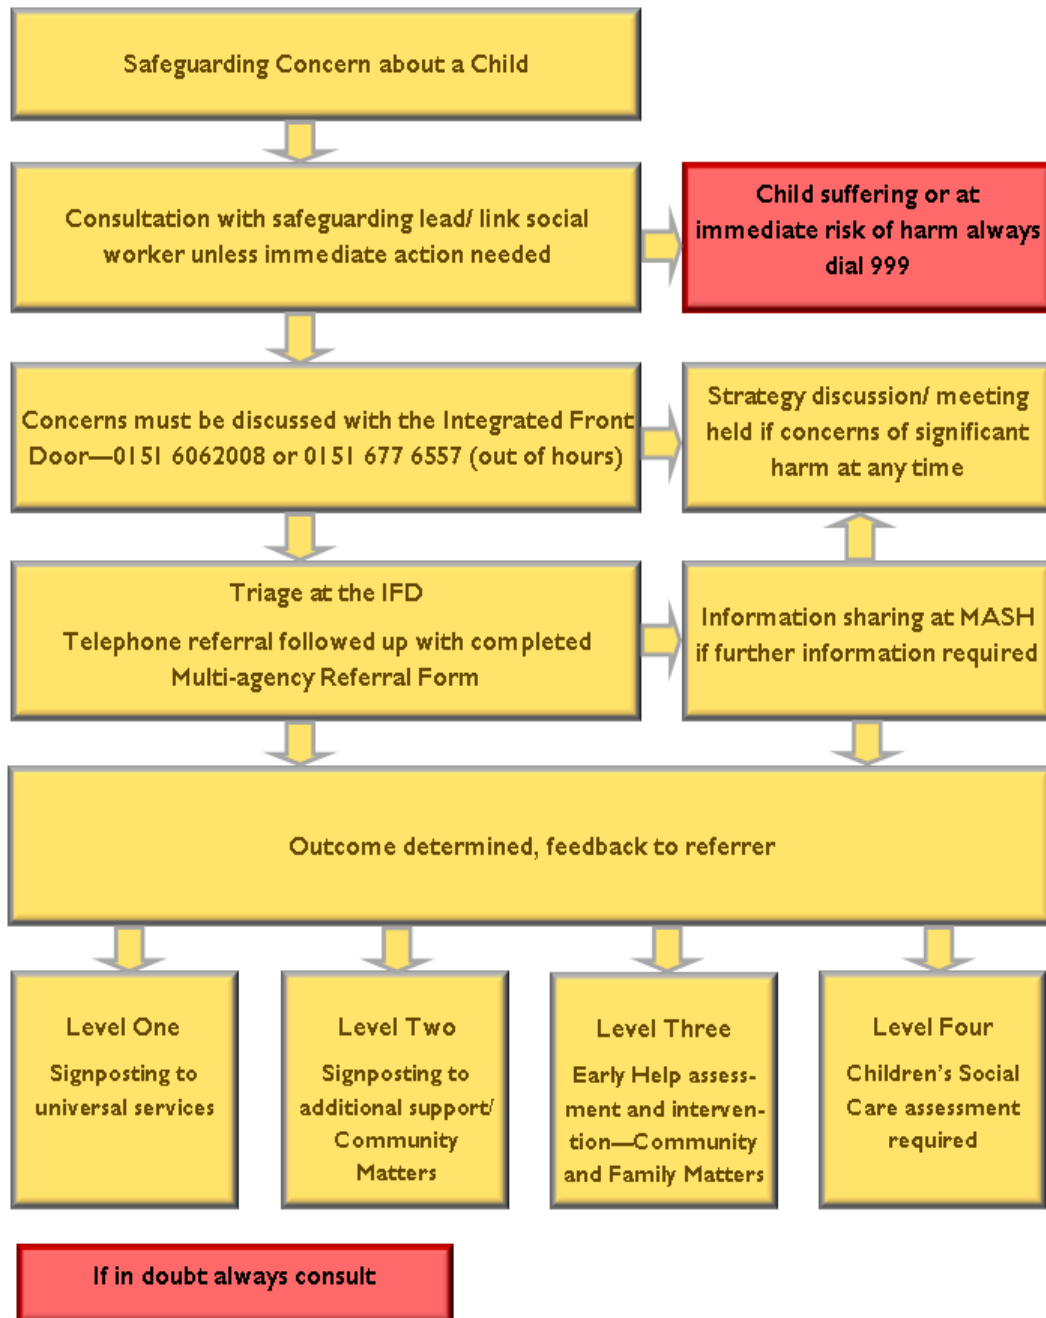 Safeguarding Concern about a Child
Consultation with safeguarding lead/ link social
worker unless immediate action needed
Child suffering or at
immediate risk of harm always
dial 999
Concerns must be discussed with the Integrated Front
Door—0151 6062008 or 0151 677 6557 (out of hours)
Strategy discussion/ meeting
held if concerns of significant
harm at any time
Triage at the IFD
Telephone referral followed up with completed
Multi-agency Referral Form
Information sharing at MASH
if further information required
Outcome determined, feedback to referrer
Level One
Signposting to
universal services
Level Two
Signposting to
additional support/
Community
Matters
Level Three
Early Help assess-
ment and interven-
tion—Community
and Family Matters
Level Four
Children's Social
Care assessment
required
If in doubt always consult